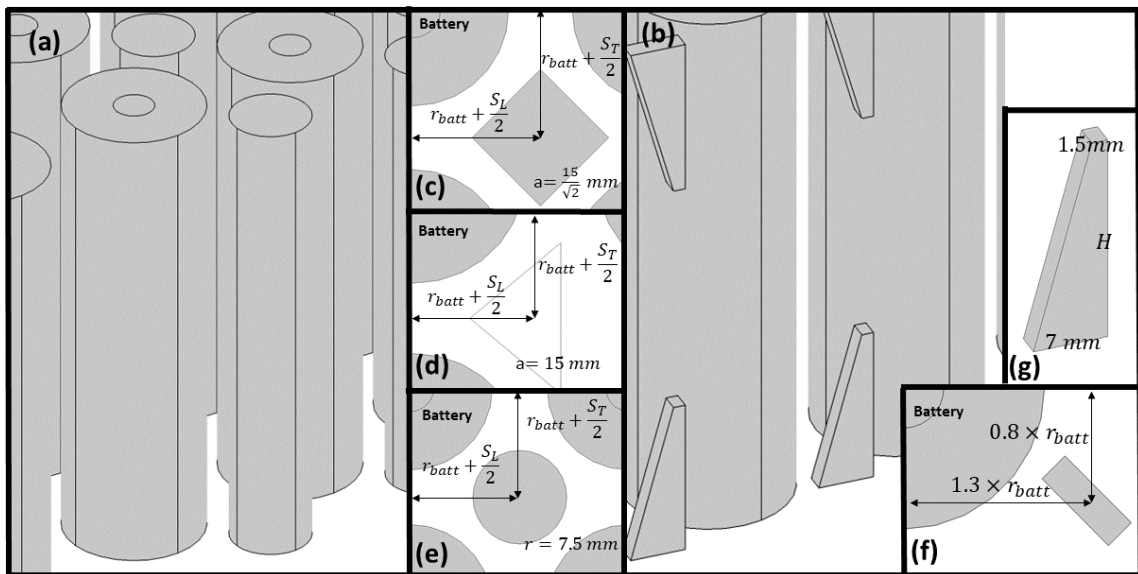 (a)
Battery
r_batt + S_T/2
r_batt + S_L/2
a= 15/√2 mm
(c)
Battery
r_batt + S_T/2
r_batt + S_L/2
a= 15 mm
(d)
Battery
r_batt + S_T/2
r_batt + S_L/2
r = 7.5 mm
(e)
(b)
1.5mm
H
7 mm
(g)
Battery
0.8 × r_batt
1.3 × r_batt
(f)